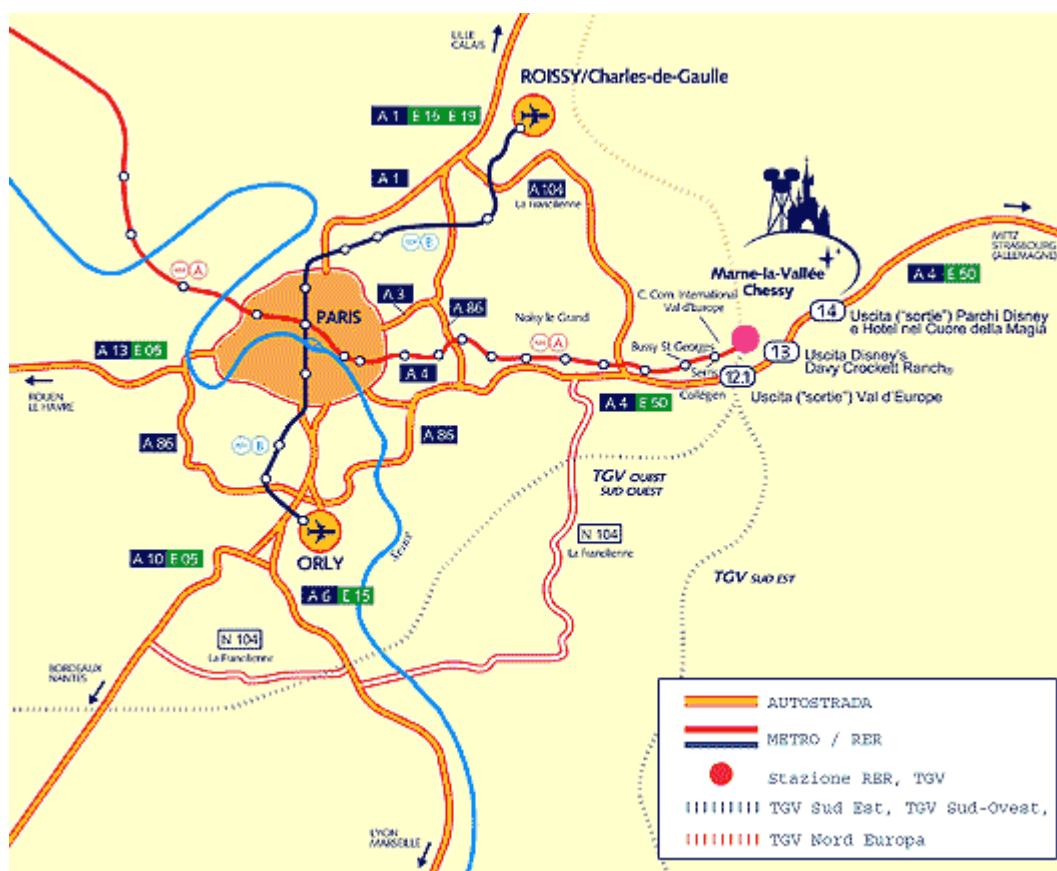 LILLE
CALAIS
ROISSY/Charles-de-Gaulle
A 1 E 15 E 19
A 1
A104
La Francilienne
METZ
STRASBOURG
(ALLEMAGNE)
A 4 E 50
Marne-la-Vallée
Chessy
B
A
C. Com. International
Val d'Europe
14
Uscita ("sortie") Parchi Disney
e Hotel nel Cuore della Magia
A 3
PARIS
A 86
Noisy le Grand
A
Bussy St. Georges
13
Uscita Disney's
Davy Crockett Ranch®
A 13 E 05
A 4
Serris
12.1
ROUEN
LE HAVRE
A 4 E 50
Collégen
Uscita ("sortie") Val d'Europe
A 86
B
A 86
TGV OUEST
SUD OUEST
N 104
La Francilienne
Seine
ORLY
A 10 E 05
TGV SUD EST
A 6 E 15
N 104
La Francilienne
BORDEAUX
NANTES
AUTOSTRADA
METRO / RER
Stazione RER, TGV
TGV Sud Est, TGV Sud-Ovest,
TGV Nord Europa
LYON
MARSEILLE